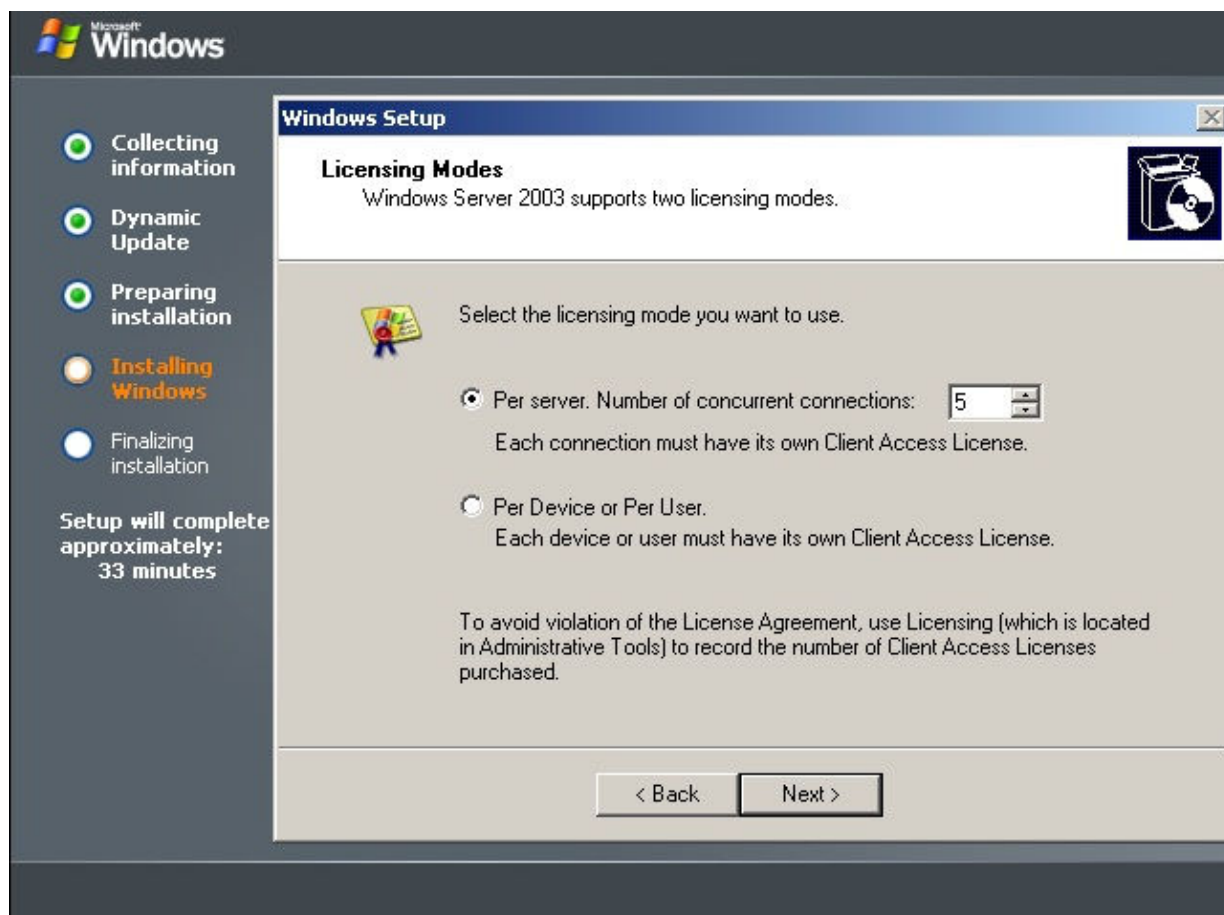 Microsoft
Windows
Collecting
information
Dynamic
Update
Preparing
installation
Installing
Windows
Finalizing
installation
Setup will complete
approximately:
33 minutes
Windows Setup
Licensing Modes
Windows Server 2003 supports two licensing modes.
Select the licensing mode you want to use.
Per server. Number of concurrent connections: 5
Each connection must have its own Client Access License.
Per Device or Per User.
Each device or user must have its own Client Access License.
To avoid violation of the License Agreement, use Licensing (which is located
in Administrative Tools) to record the number of Client Access Licenses
purchased.
< Back Next >